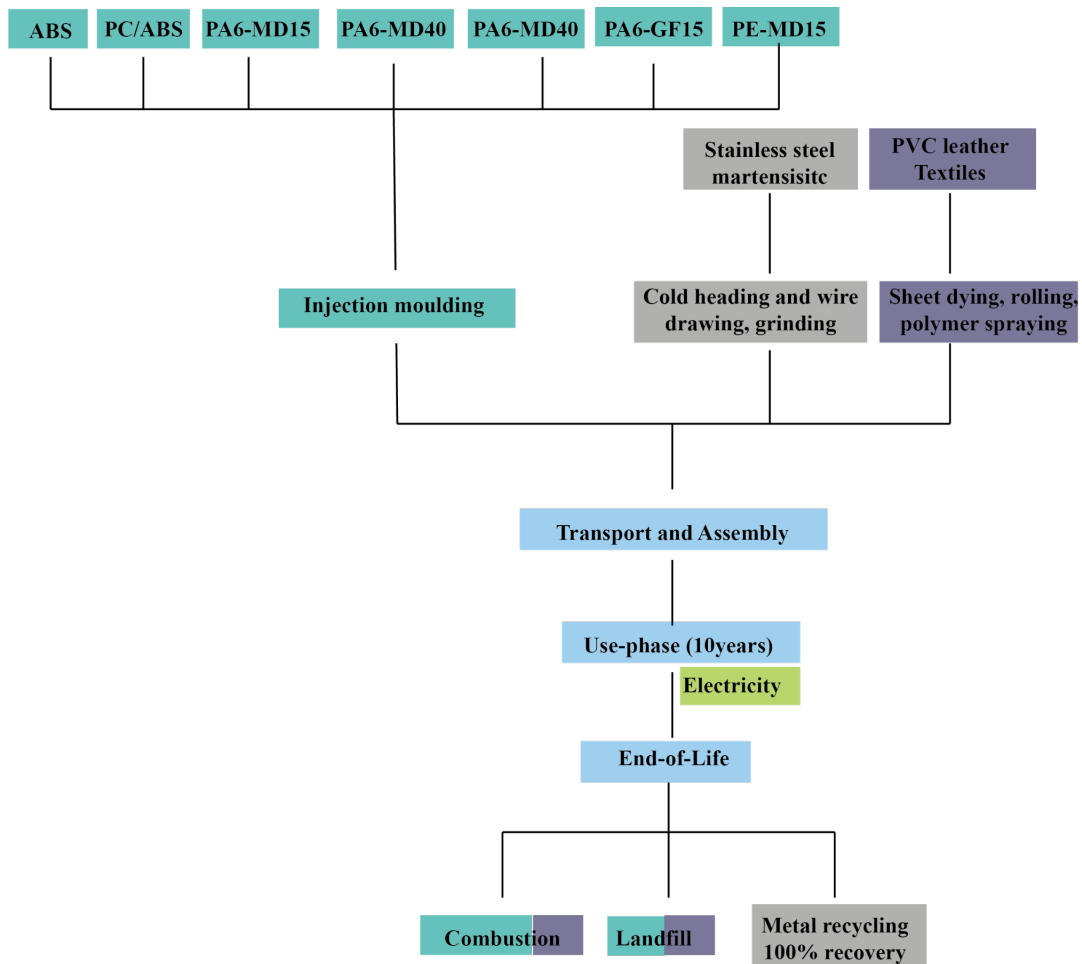 ABS
PC/ABS
PA6-MD15
PA6-MD40
PA6-MD40
PA6-GF15
PE-MD15
Stainless steel
martensisitc
PVC leather
Textiles
Injection moulding
Cold heading and wire
drawing, grinding
Sheet dying, rolling,
polymer spraying
Transport and Assembly
Use-phase (10years)
Electricity
End-of-Life
Combustion
Landfill
Metal recycling
100% recovery